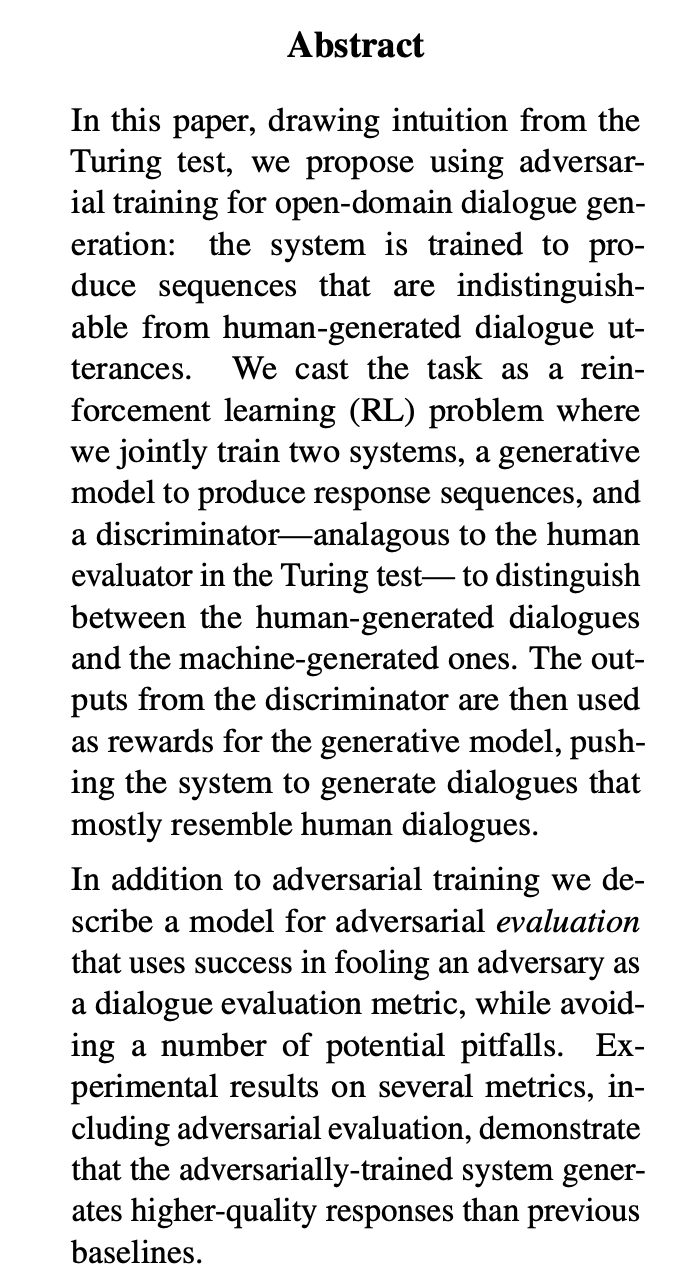 Abstract
In this paper, drawing intuition from the
Turing test, we propose using adversar-
ial training for open-domain dialogue gen-
eration: the system is trained to pro-
duce sequences that are indistinguish-
able from human-generated dialogue ut-
terances. We cast the task as a rein-
forcement learning (RL) problem where
we jointly train two systems, a generative
model to produce response sequences, and
a discriminator—analagous to the human
evaluator in the Turing test— to distinguish
between the human-generated dialogues
and the machine-generated ones. The out-
puts from the discriminator are then used
as rewards for the generative model, push-
ing the system to generate dialogues that
mostly resemble human dialogues.
In addition to adversarial training we de-
scribe a model for adversarial evaluation
that uses success in fooling an adversary as
a dialogue evaluation metric, while avoid-
ing a number of potential pitfalls. Ex-
perimental results on several metrics, in-
cluding adversarial evaluation, demonstrate
that the adversarially-trained system gener-
ates higher-quality responses than previous
baselines.